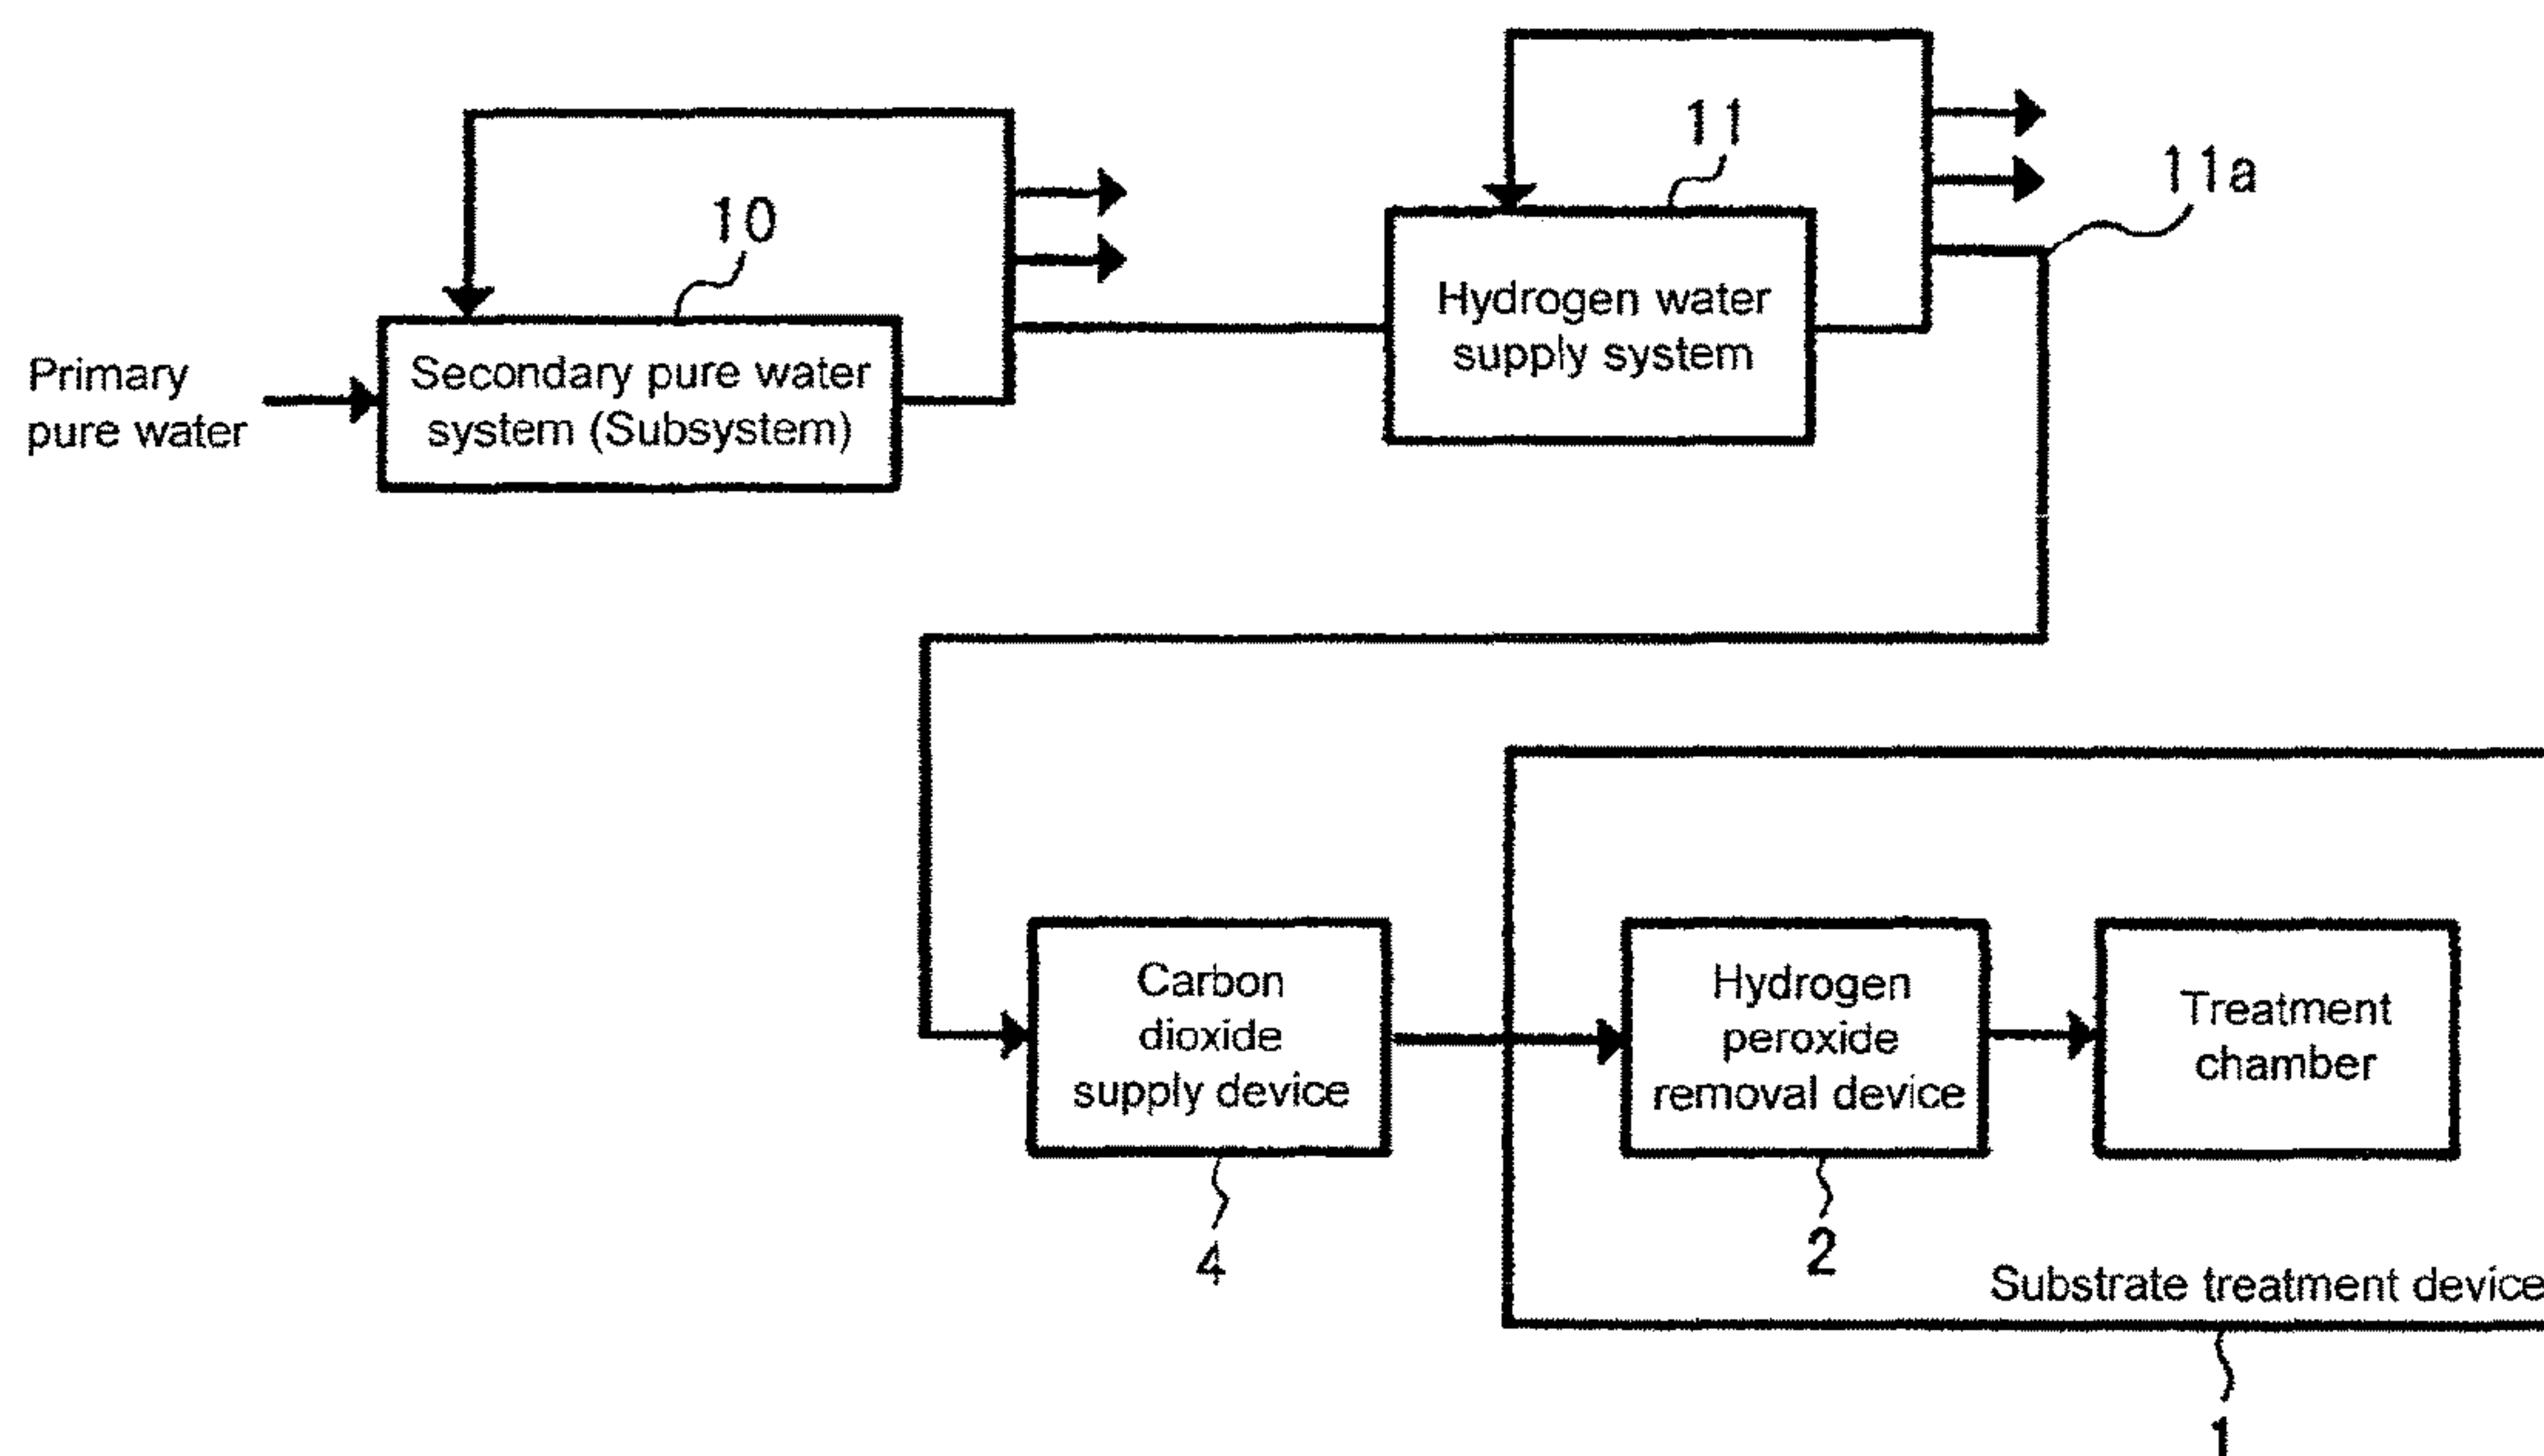 11
11a
10
Hydrogen water
supply system
Primary
pure water
Secondary pure water
system (Subsystem)
Carbon
dioxide
supply device
Hydrogen
peroxide
removal device
Treatment
chamber
4
2
Substrate treatment device
1